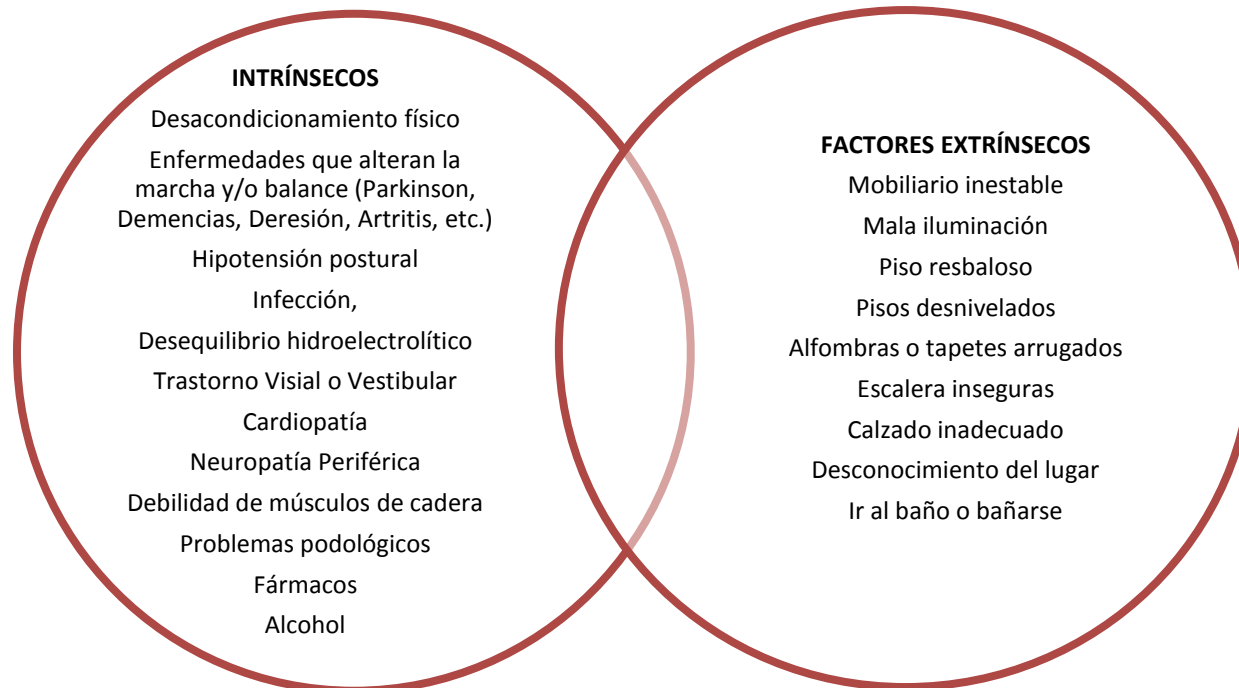 INTRÍNSECOS
Desacondicionamiento físico
Enfermedades que alteran la
marcha y/o balance (Parkinson,
Demencias, Deresión, Artritis, etc.)
Hipotensión postural
Infección,
Desequilibrio hidroelectrolítico
Trastorno Visial o Vestibular
Cardiopatía
Neuropatía Periférica
Debilidad de músculos de cadera
Problemas podológicos
Fármacos
Alcohol
FACTORES EXTRÍNSECOS
Mobiliario inestable
Mala iluminación
Piso resbaloso
Pisos desnivelados
Alfombras o tapetes arrugados
Escalera inseguras
Calzado inadecuado
Desconocimiento del lugar
Ir al baño o bañarse